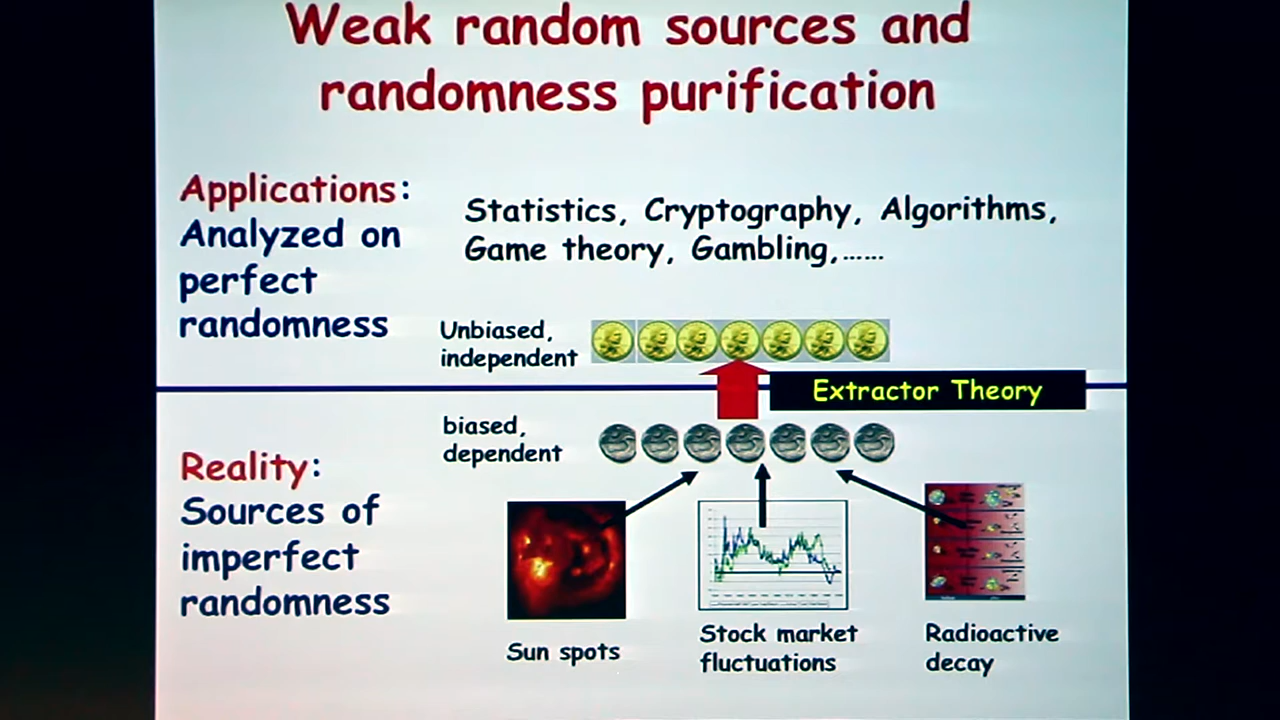 Weak random sources and
randomness purification
Applications:
Analyzed on
perfect
randomness
Statistics, Cryptography, Algorithms,
Game theory, Gambling,......
Unbiased,
independent
Extractor Theory
biased,
dependent
Reality:
Sources of
imperfect
randomness
Sun spots
Stock market
fluctuations
Radioactive
decay